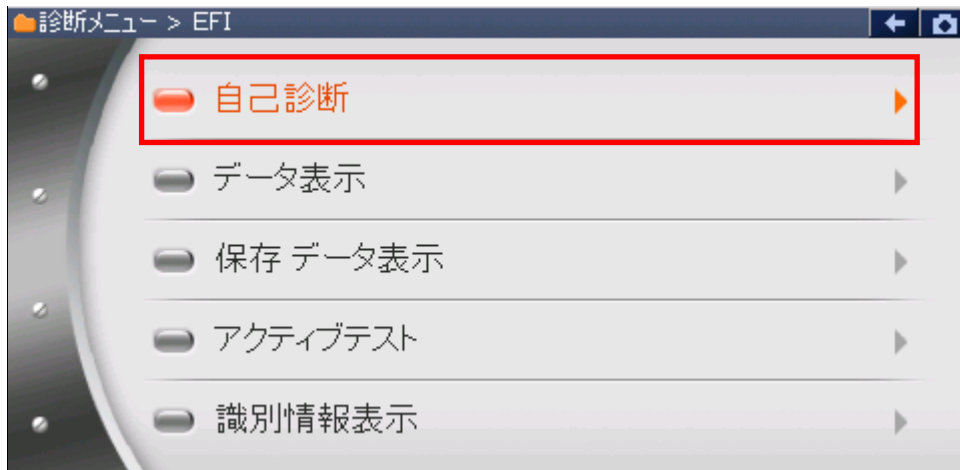 診断メニュー > EFI
自己診断
データ表示
保存 データ表示
アクティブテスト
識別情報表示